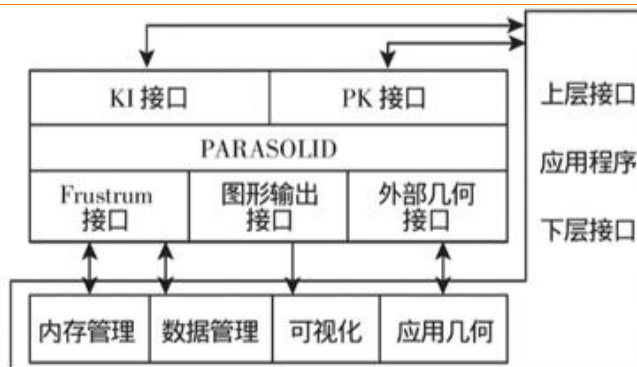 KI 接口
PK 接口
上层接口
PARASOLID
应用程序
Frustrum
接口
图形输出
接口
外部几何
接口
下层接口
内存管理
数据管理
可视化
应用几何